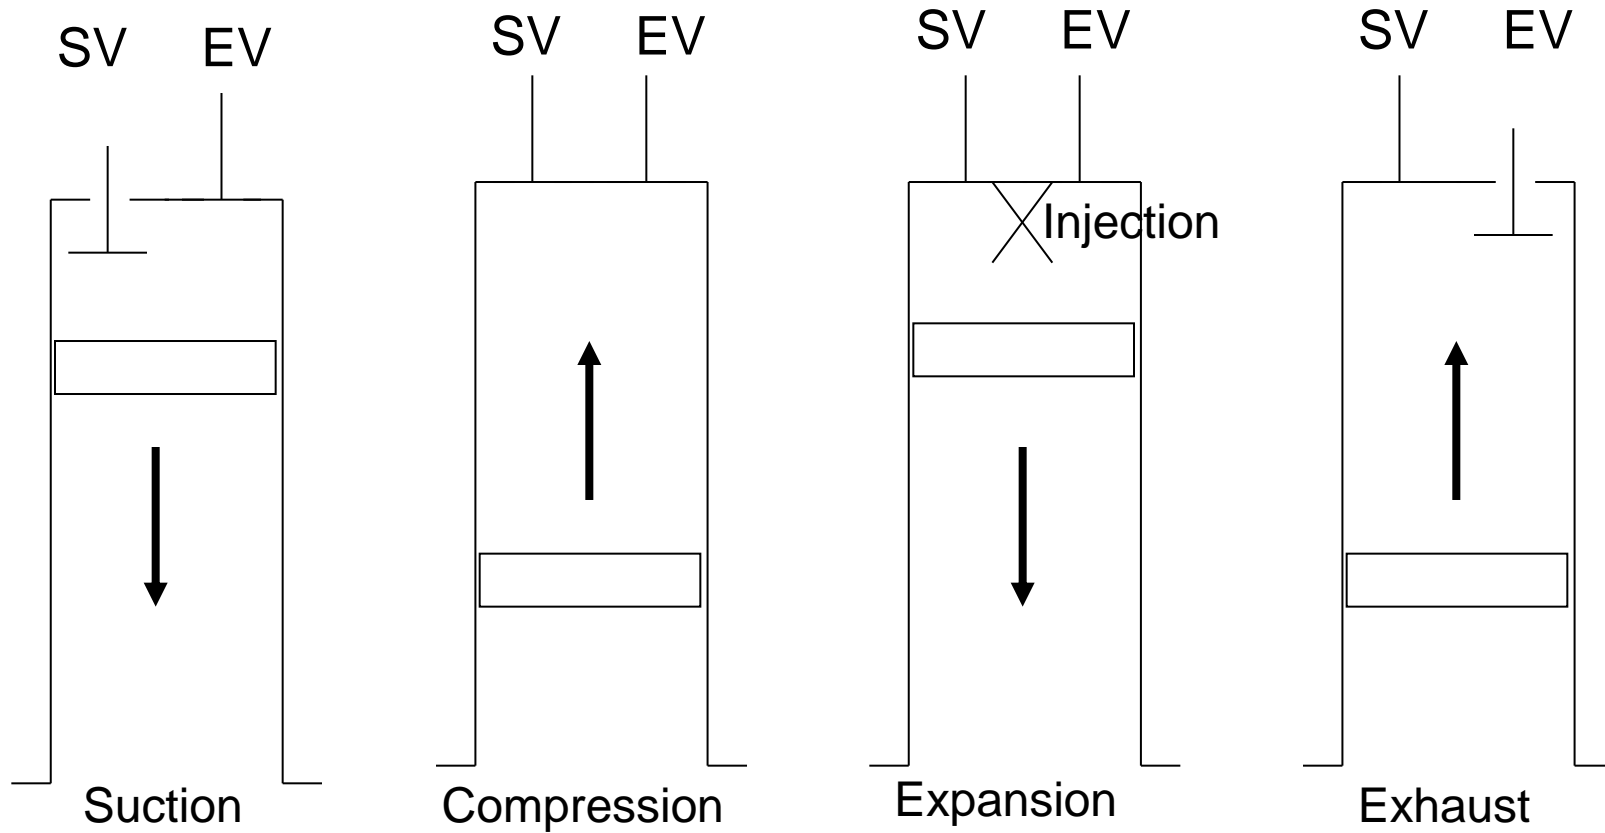 SV EV
SV EV
SV EV
SV EV
Injection
Suction
Compression
Expansion
Exhaust